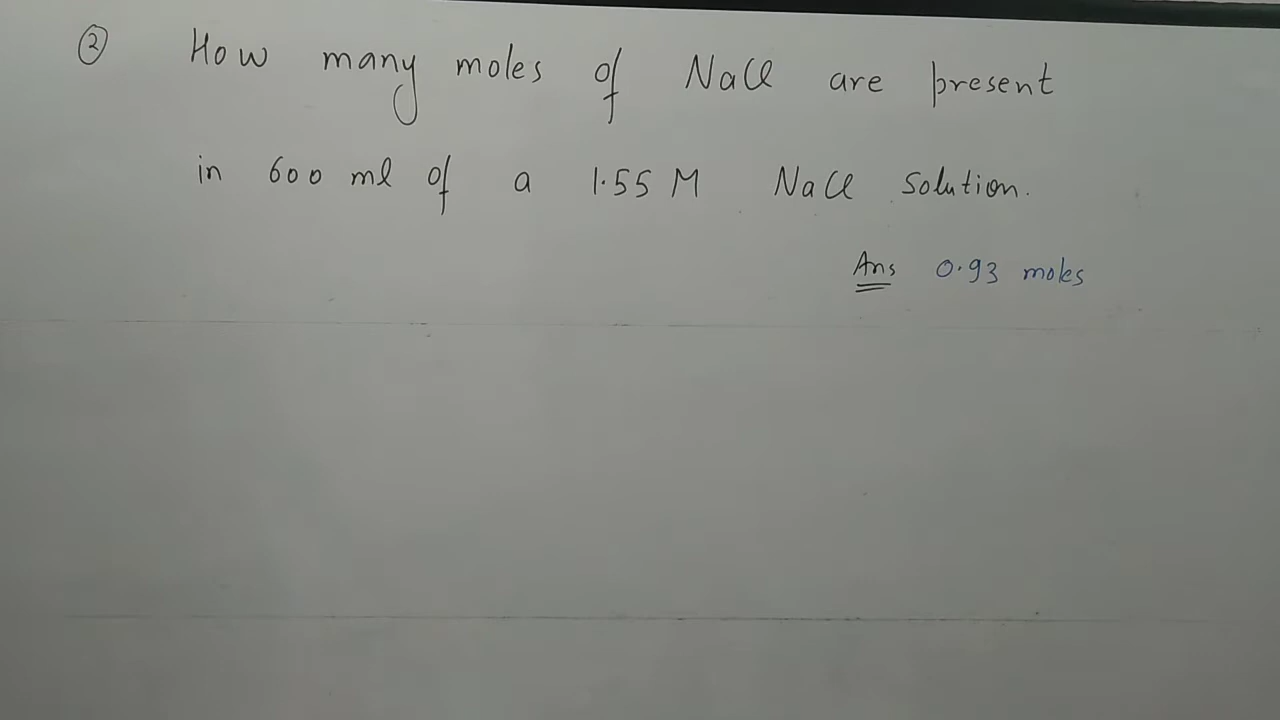 ② How many moles of NaCl are present
in 600 ml of a 1.55 M NaCl solution.
Ans 0.93 moles